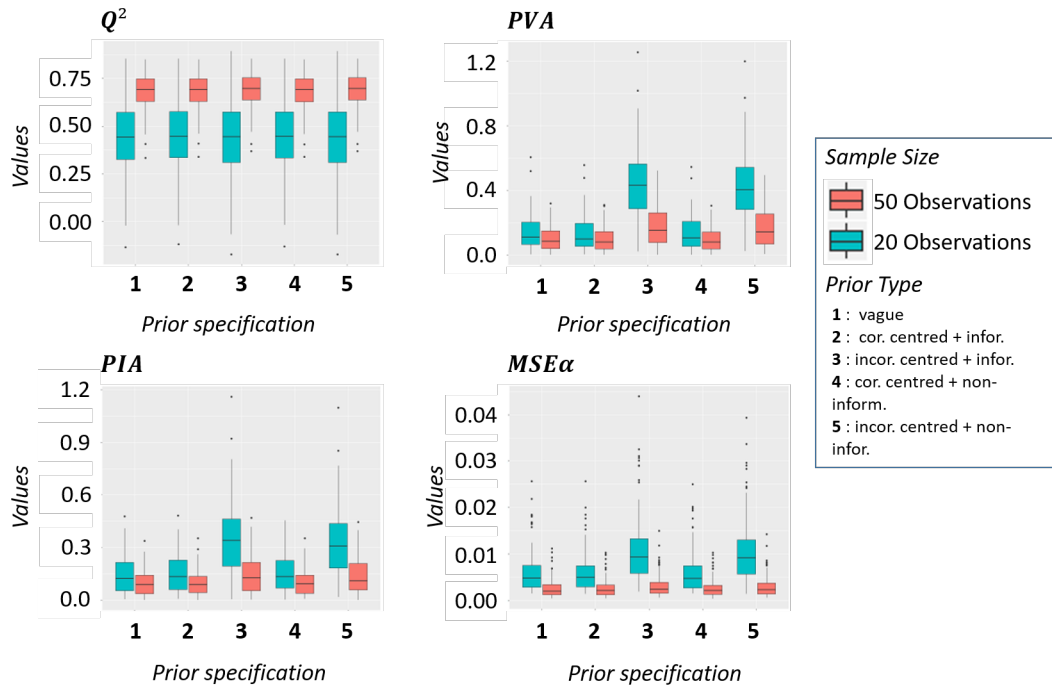 Q²
Values
0.75
0.50
0.25
0.00
1 2 3 4 5
Prior specification
PVA
Values
1.2
0.8
0.4
0.0
1 2 3 4 5
Prior specification
PIA
Values
1.2
0.9
0.6
0.3
0.0
1 2 3 4 5
Prior specification
MSEα
Values
0.04
0.03
0.02
0.01
0.00
1 2 3 4 5
Prior specification
Sample Size
50 Observations
20 Observations
Prior Type
1 : vague
2 : cor. centred + infor.
3 : incor. centred + infor.
4 : cor. centred + non-
inform.
5 : incor. centred + non-
infor.